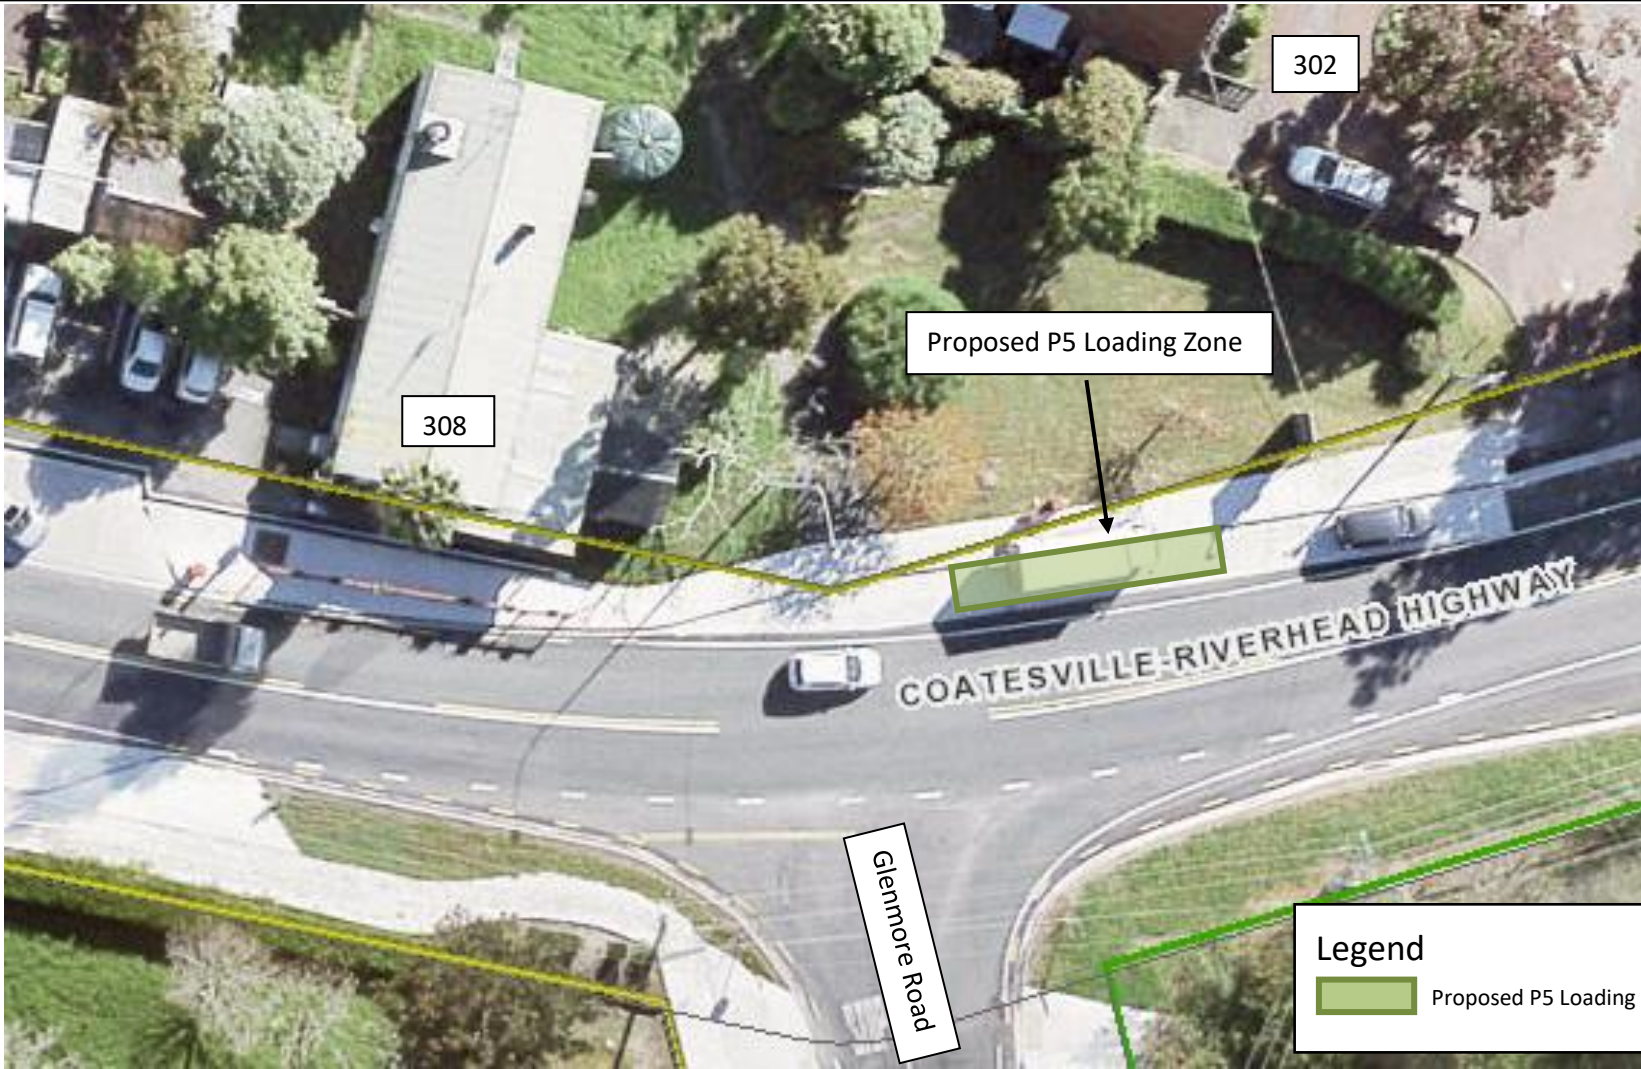 302
Proposed P5 Loading Zone
308
COATESVILLE-RIVERHEAD HIGHWAY
Glenmore Road
Legend
Proposed P5 Loading